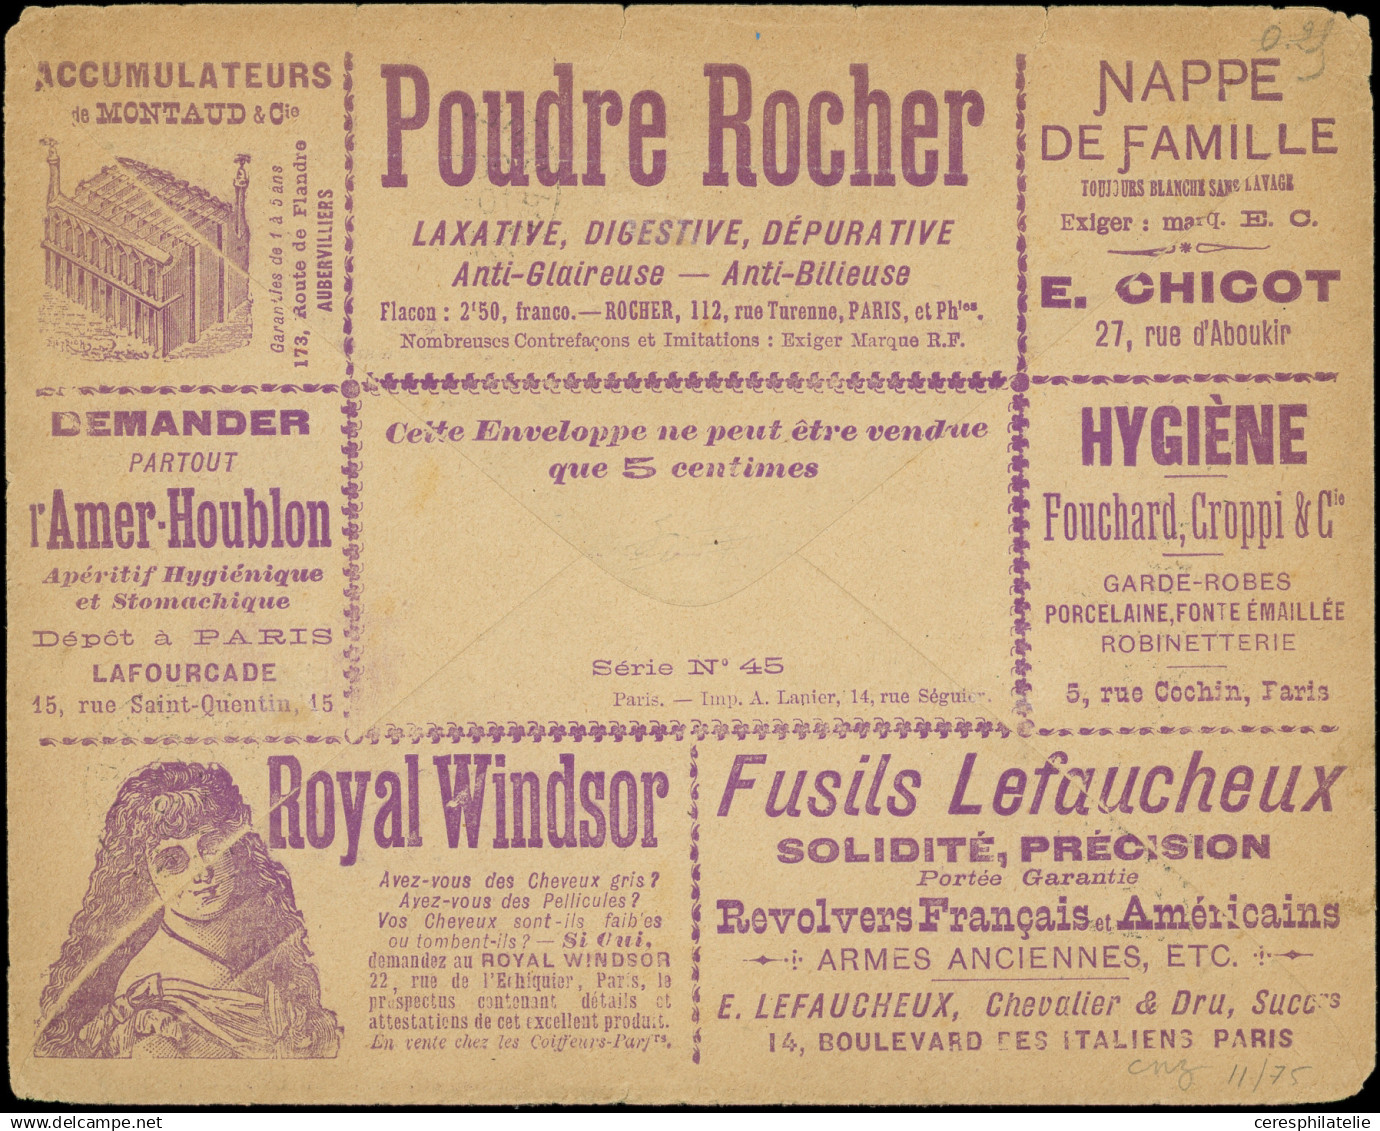 ACCUMULATEURS
de MONTAUD & Cie
Garanties de 1 à 5 ans
173, Route de Flandre
AUBERVILLIERS
Poudre Rocher
LAXATIVE, DIGESTIVE, DÉPURATIVE
Anti-Glaireuse — Anti-Bilieuse
Flacon : 2f50, franco.—ROCHER, 112, rue Turenne, PARIS, et Phies.
Nombreuses Contrefaçons et Imitations : Exiger Marque R.F.
NAPPE
DE FAMILLE
TOUJOURS BLANCHE SANS LAVAGE
Exiger : marq. E. C.
E. CHICOT
27, rue d'Aboukir
DEMANDER
PARTOUT
l'Amer-Houblon
Apéritif Hygiénique
et Stomachique
Dépôt à PARIS
LAFOURCADE
15, rue Saint-Quentin, 15
Cette Enveloppe ne peut être vendue
que 5 centimes
Série No 45
Paris. — Imp. A. Lanier, 14, rue Séguier.
HYGIÈNE
Fouchard, Croppi & Cie
GARDE-ROBES
PORCELAINE, FONTE ÉMAILLÉE
ROBINETTERIE
5, rue Cochin, Paris
Royal Windsor
Avez-vous des Cheveux gris ?
Avez-vous des Pellicules ?
Vos Cheveux sont-ils faibles
ou tombent-ils ? — Si Oui,
demandez au ROYAL WINDSOR
22, rue de l'Echiquier, Paris, le
prospectus contenant détails et
attestations de cet excellent produit.
En vente chez les Coiffeurs-Parfrs.
Fusils Lefaucheux
SOLIDITÉ, PRÉCISION
Portée Garantie
Revolvers Français et Américains
ARMES ANCIENNES, ETC.
E. LEFAUCHEUX, Chevalier & Dru, Succrs
14, BOULEVARD DES ITALIENS PARIS
11/75
ceresphilatelie